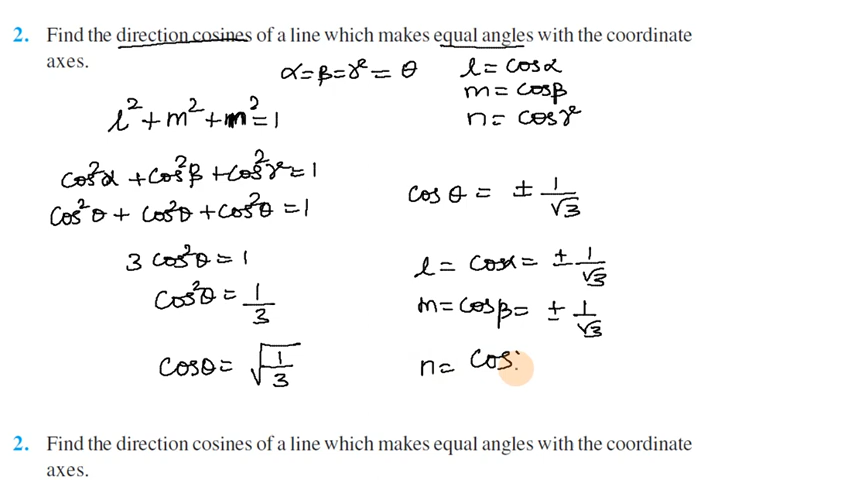 2. Find the direction cosines of a line which makes equal angles with the coordinate
axes.
α=β=γ=θ
l=cosα
m=cosβ
n=cosγ
l²+m²+m²=1
cos²α+cos²β+cos²γ=1
cos²θ+cos²θ+cos²θ=1
3 cos²θ=1
cos²θ=1/3
cosθ=√(1/3)
cosθ=±1/√3
l=cosα=±1/√3
m=cosβ=±1/√3
n=cos
2. Find the direction cosines of a line which makes equal angles with the coordinate
axes.